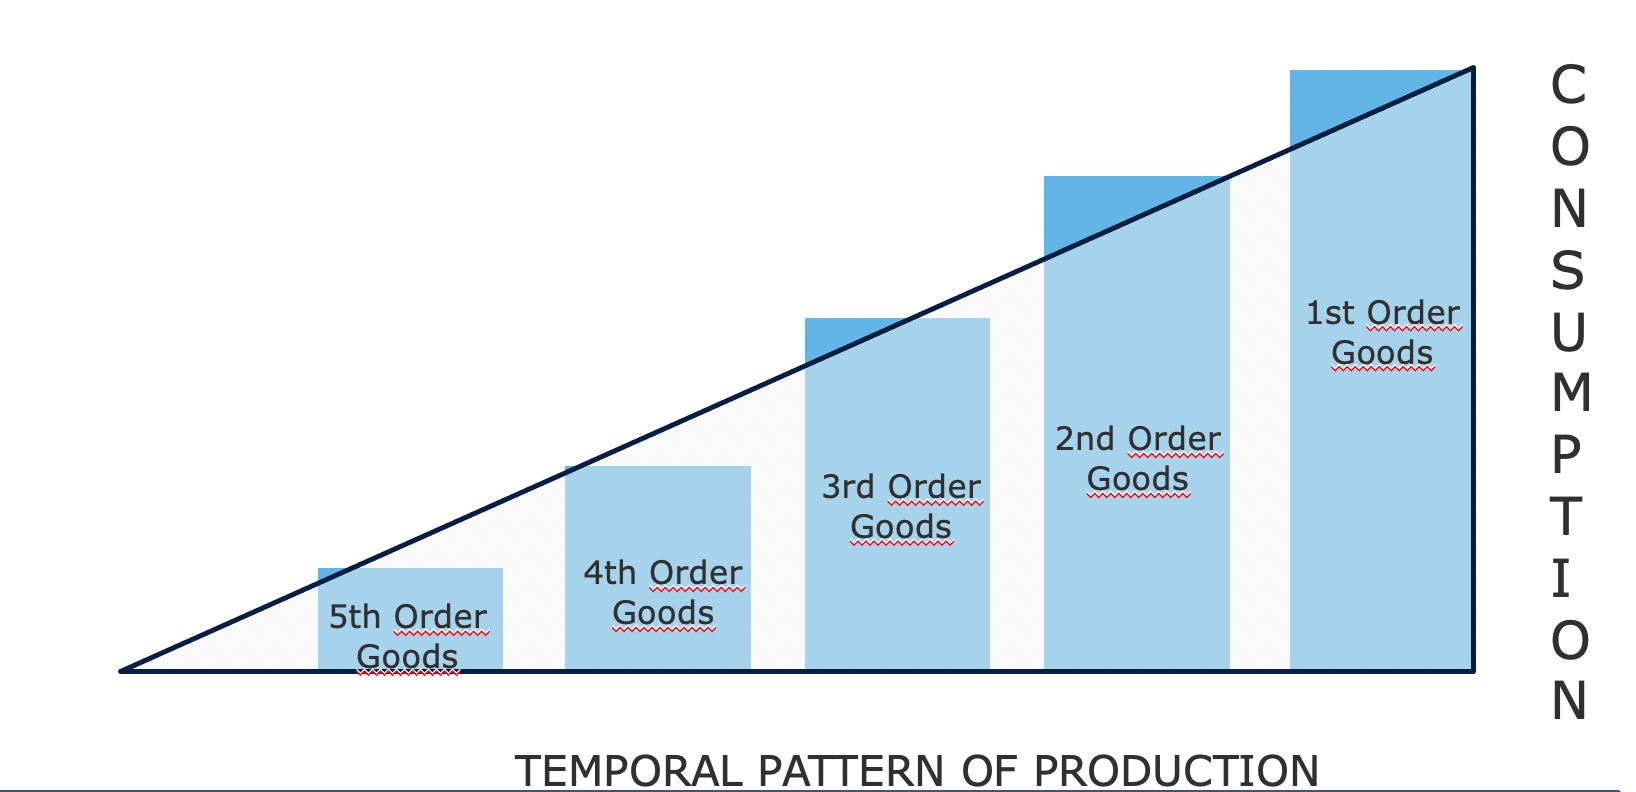 5th Order
Goods
4th Order
Goods
3rd Order
Goods
2nd Order
Goods
1st Order
Goods
CONSUMPTION
TEMPORAL PATTERN OF PRODUCTION